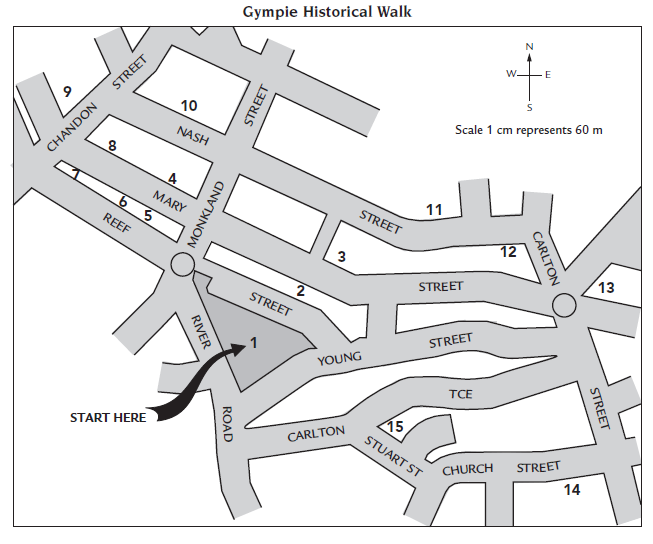 Gympie Historical Walk
N
W E
S
Scale 1 cm represents 60 m
STREET
9
10
CHANDON
STREET
NASH
8
4
7
MARY
6
5
REEF
MONKLAND
STREET
11
3
12
CARLTON
2
STREET
STREET
13
RIVER
1
YOUNG
STREET
START HERE
ROAD
TCE
STREET
CARLTON
15
STUART ST
CHURCH STREET
14